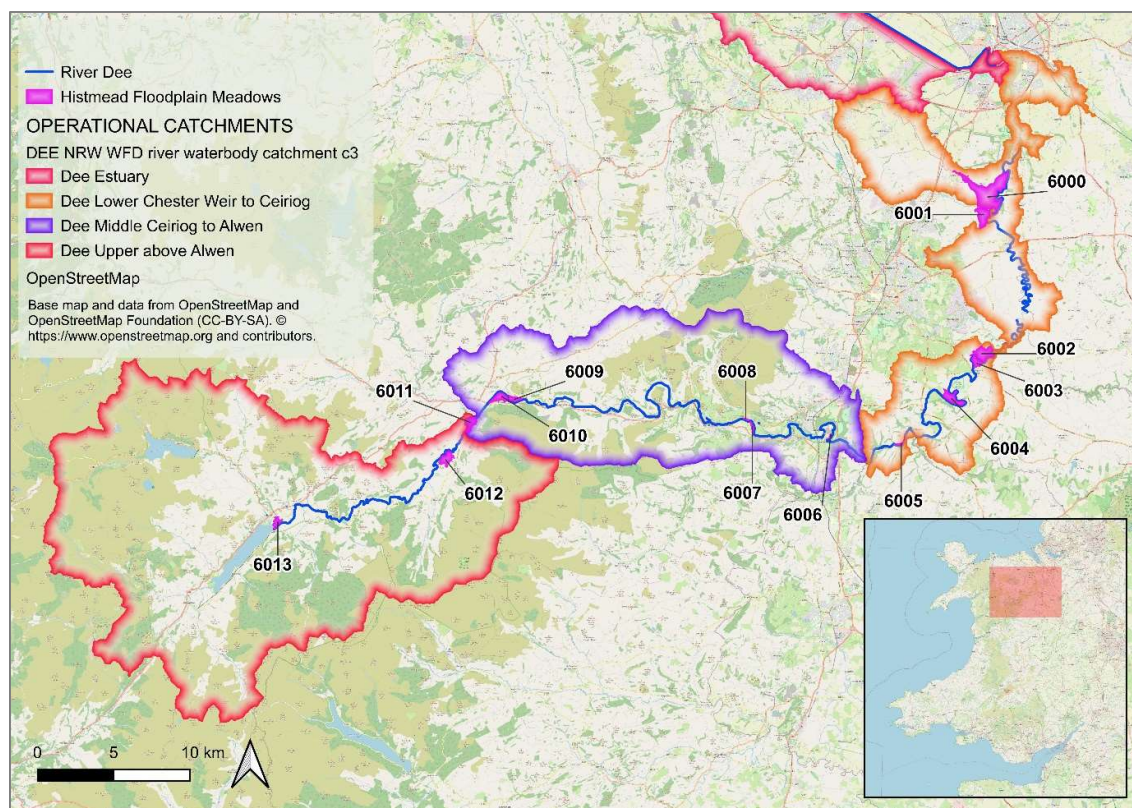 River Dee
Histmead Floodplain Meadows
OPERATIONAL CATCHMENTS
DEE NRW WFD river waterbody catchment c3
Dee Estuary
Dee Lower Chester Weir to Ceiriog
Dee Middle Ceiriog to Alwen
Dee Upper above Alwen
OpenStreetMap
Base map and data from OpenStreetMap and
OpenStreetMap Foundation (CC-BY-SA). ©
https://www.openstreetmap.org and contributors.
6000
6001
6002
6003
6004
6005
6006
6007
6008
6009
6010
6011
6012
6013
0 5 10 km